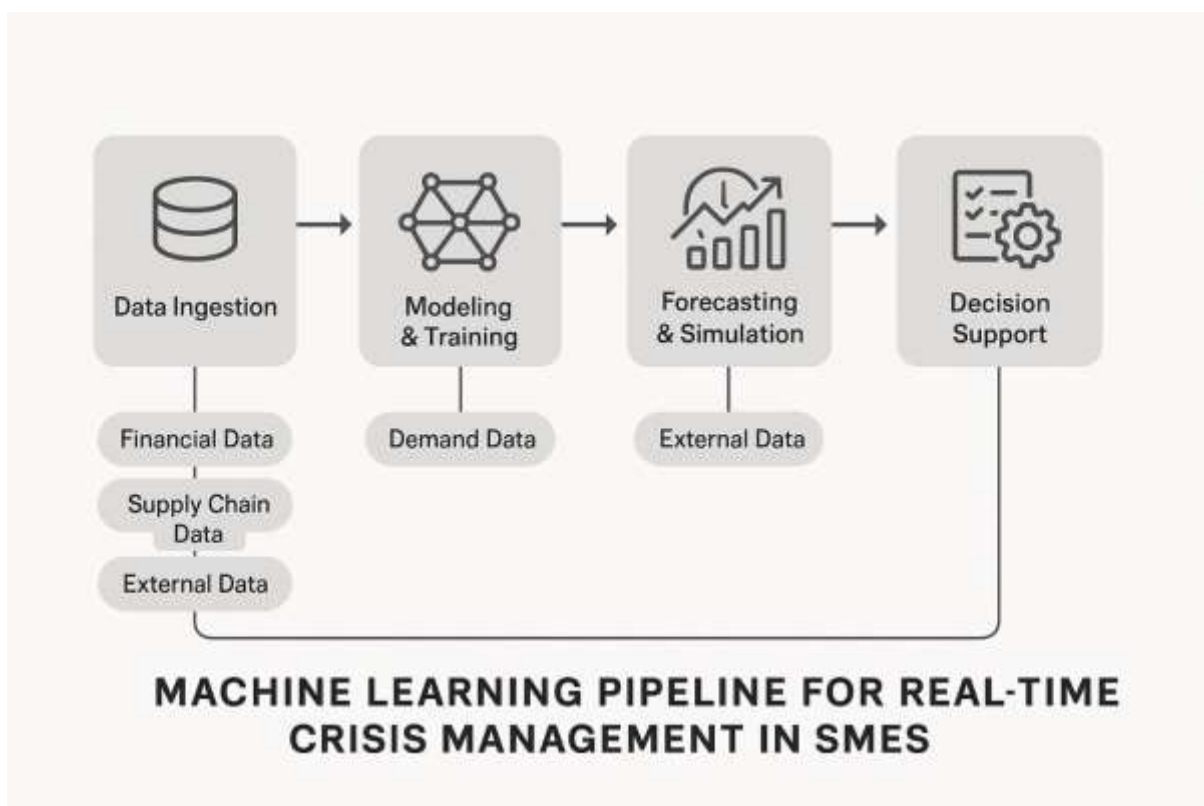 Data Ingestion
Modeling
& Training
Forecasting
& Simulation
Decision
Support
Financial Data
Demand Data
External Data
Supply Chain
Data
External Data
MACHINE LEARNING PIPELINE FOR REAL-TIME
CRISIS MANAGEMENT IN SMES